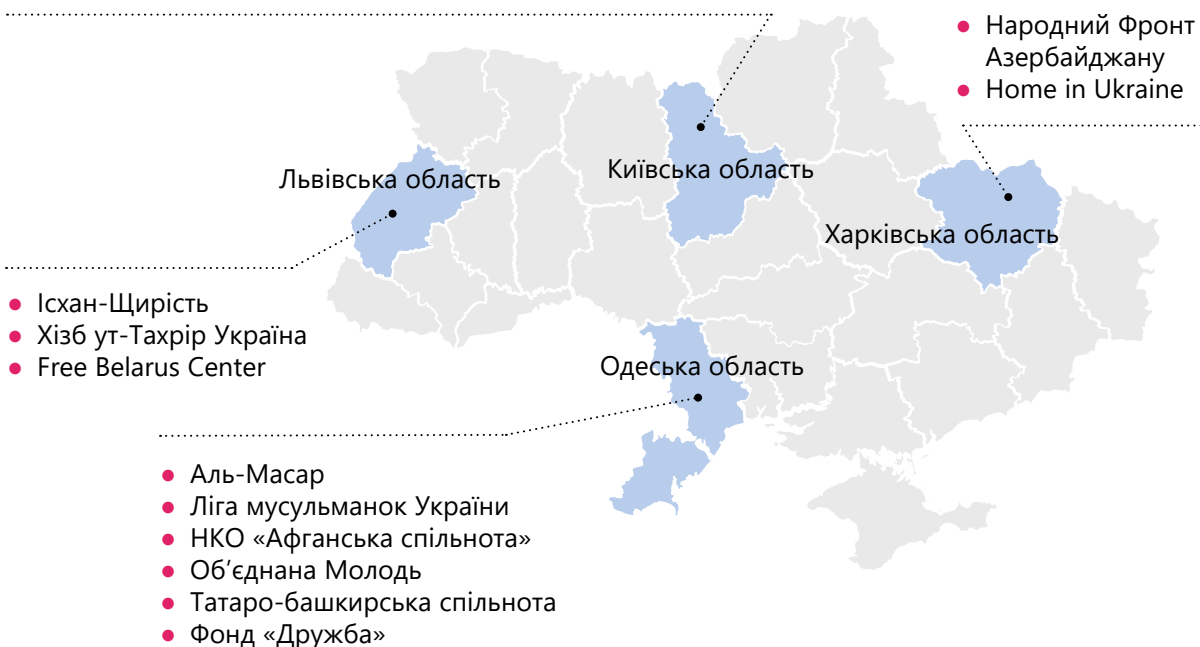 Народний Фронт
Азербайджану
Home in Ukraine
Львівська область
Київська область
Харківська область
Ісхан-Щирість
Хізб ут-Тахрір Україна
Free Belarus Center
Одеська область
Аль-Масар
Ліга мусульманок України
НКО «Афганська спільнота»
Об’єднана Молодь
Татаро-башкирська спільнота
Фонд «Дружба»